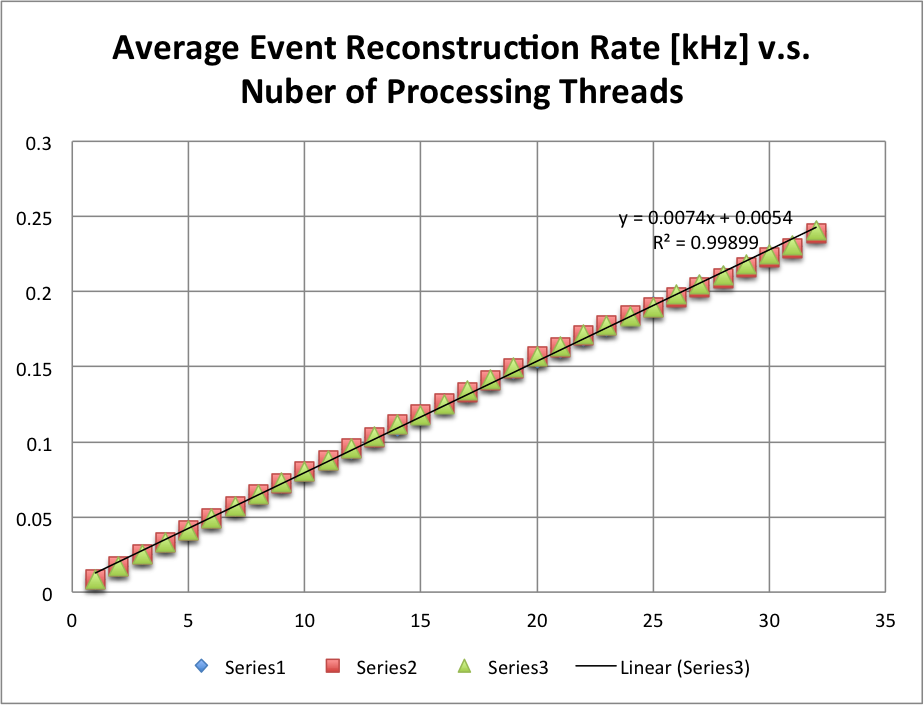 Average Event Reconstruction Rate [kHz] v.s.
Nuber of Processing Threads
0.3
0.25
0.2
0.15
0.1
0.05
0
y = 0.0074x + 0.0054
R² = 0.99899
0 5 10 15 20 25 30 35
Series1 Series2 Series3 Linear (Series3)